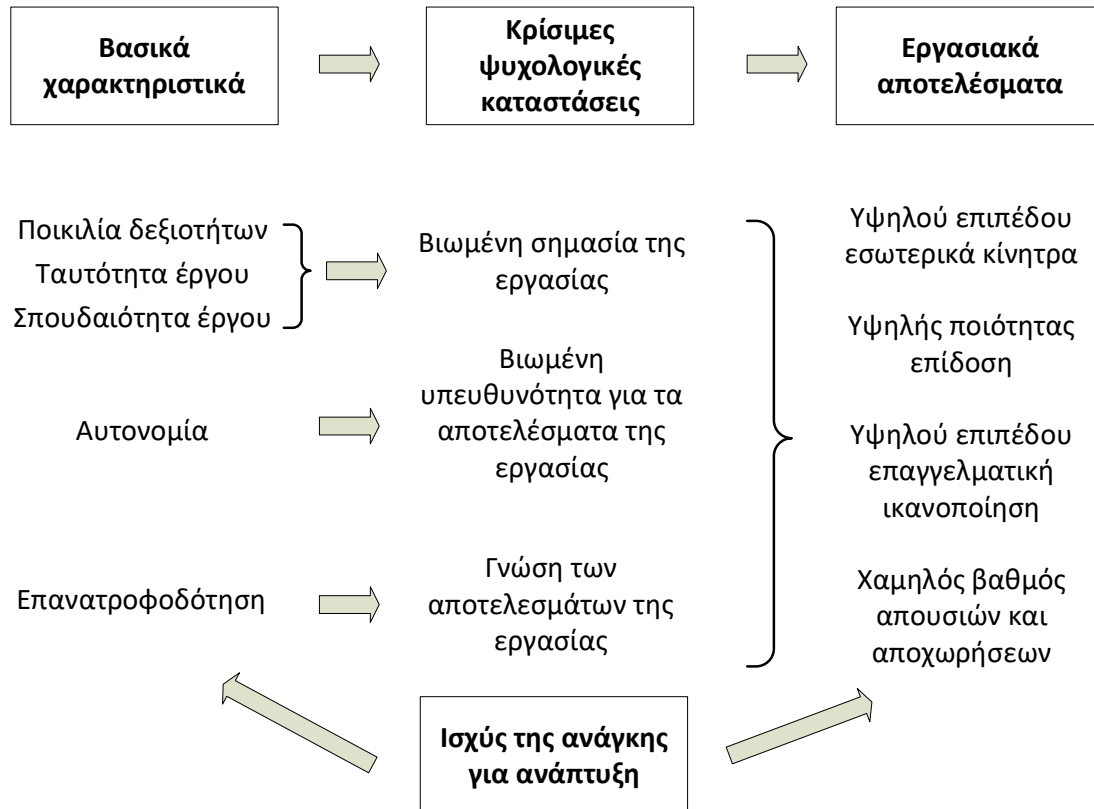 Βασικά
χαρακτηριστικά
Κρίσιμες
ψυχολογικές
καταστάσεις
Εργασιακά
αποτελέσματα
Ποικιλία δεξιοτήτων
Ταυτότητα έργου
Σπουδαιότητα έργου
Βιωμένη σημασία της
εργασίας
Υψηλού επιπέδου
εσωτερικά κίνητρα
Υψηλής ποιότητας
επίδοση
Αυτονομία
Βιωμένη
υπευθυνότητα για τα
αποτελέσματα της
εργασίας
Υψηλού επιπέδου
επαγγελματική
ικανοποίηση
Επανατροφοδότηση
Γνώση των
αποτελεσμάτων της
εργασίας
Χαμηλός βαθμός
απουσιών και
αποχωρήσεων
Ισχύς της ανάγκης
για ανάπτυξη